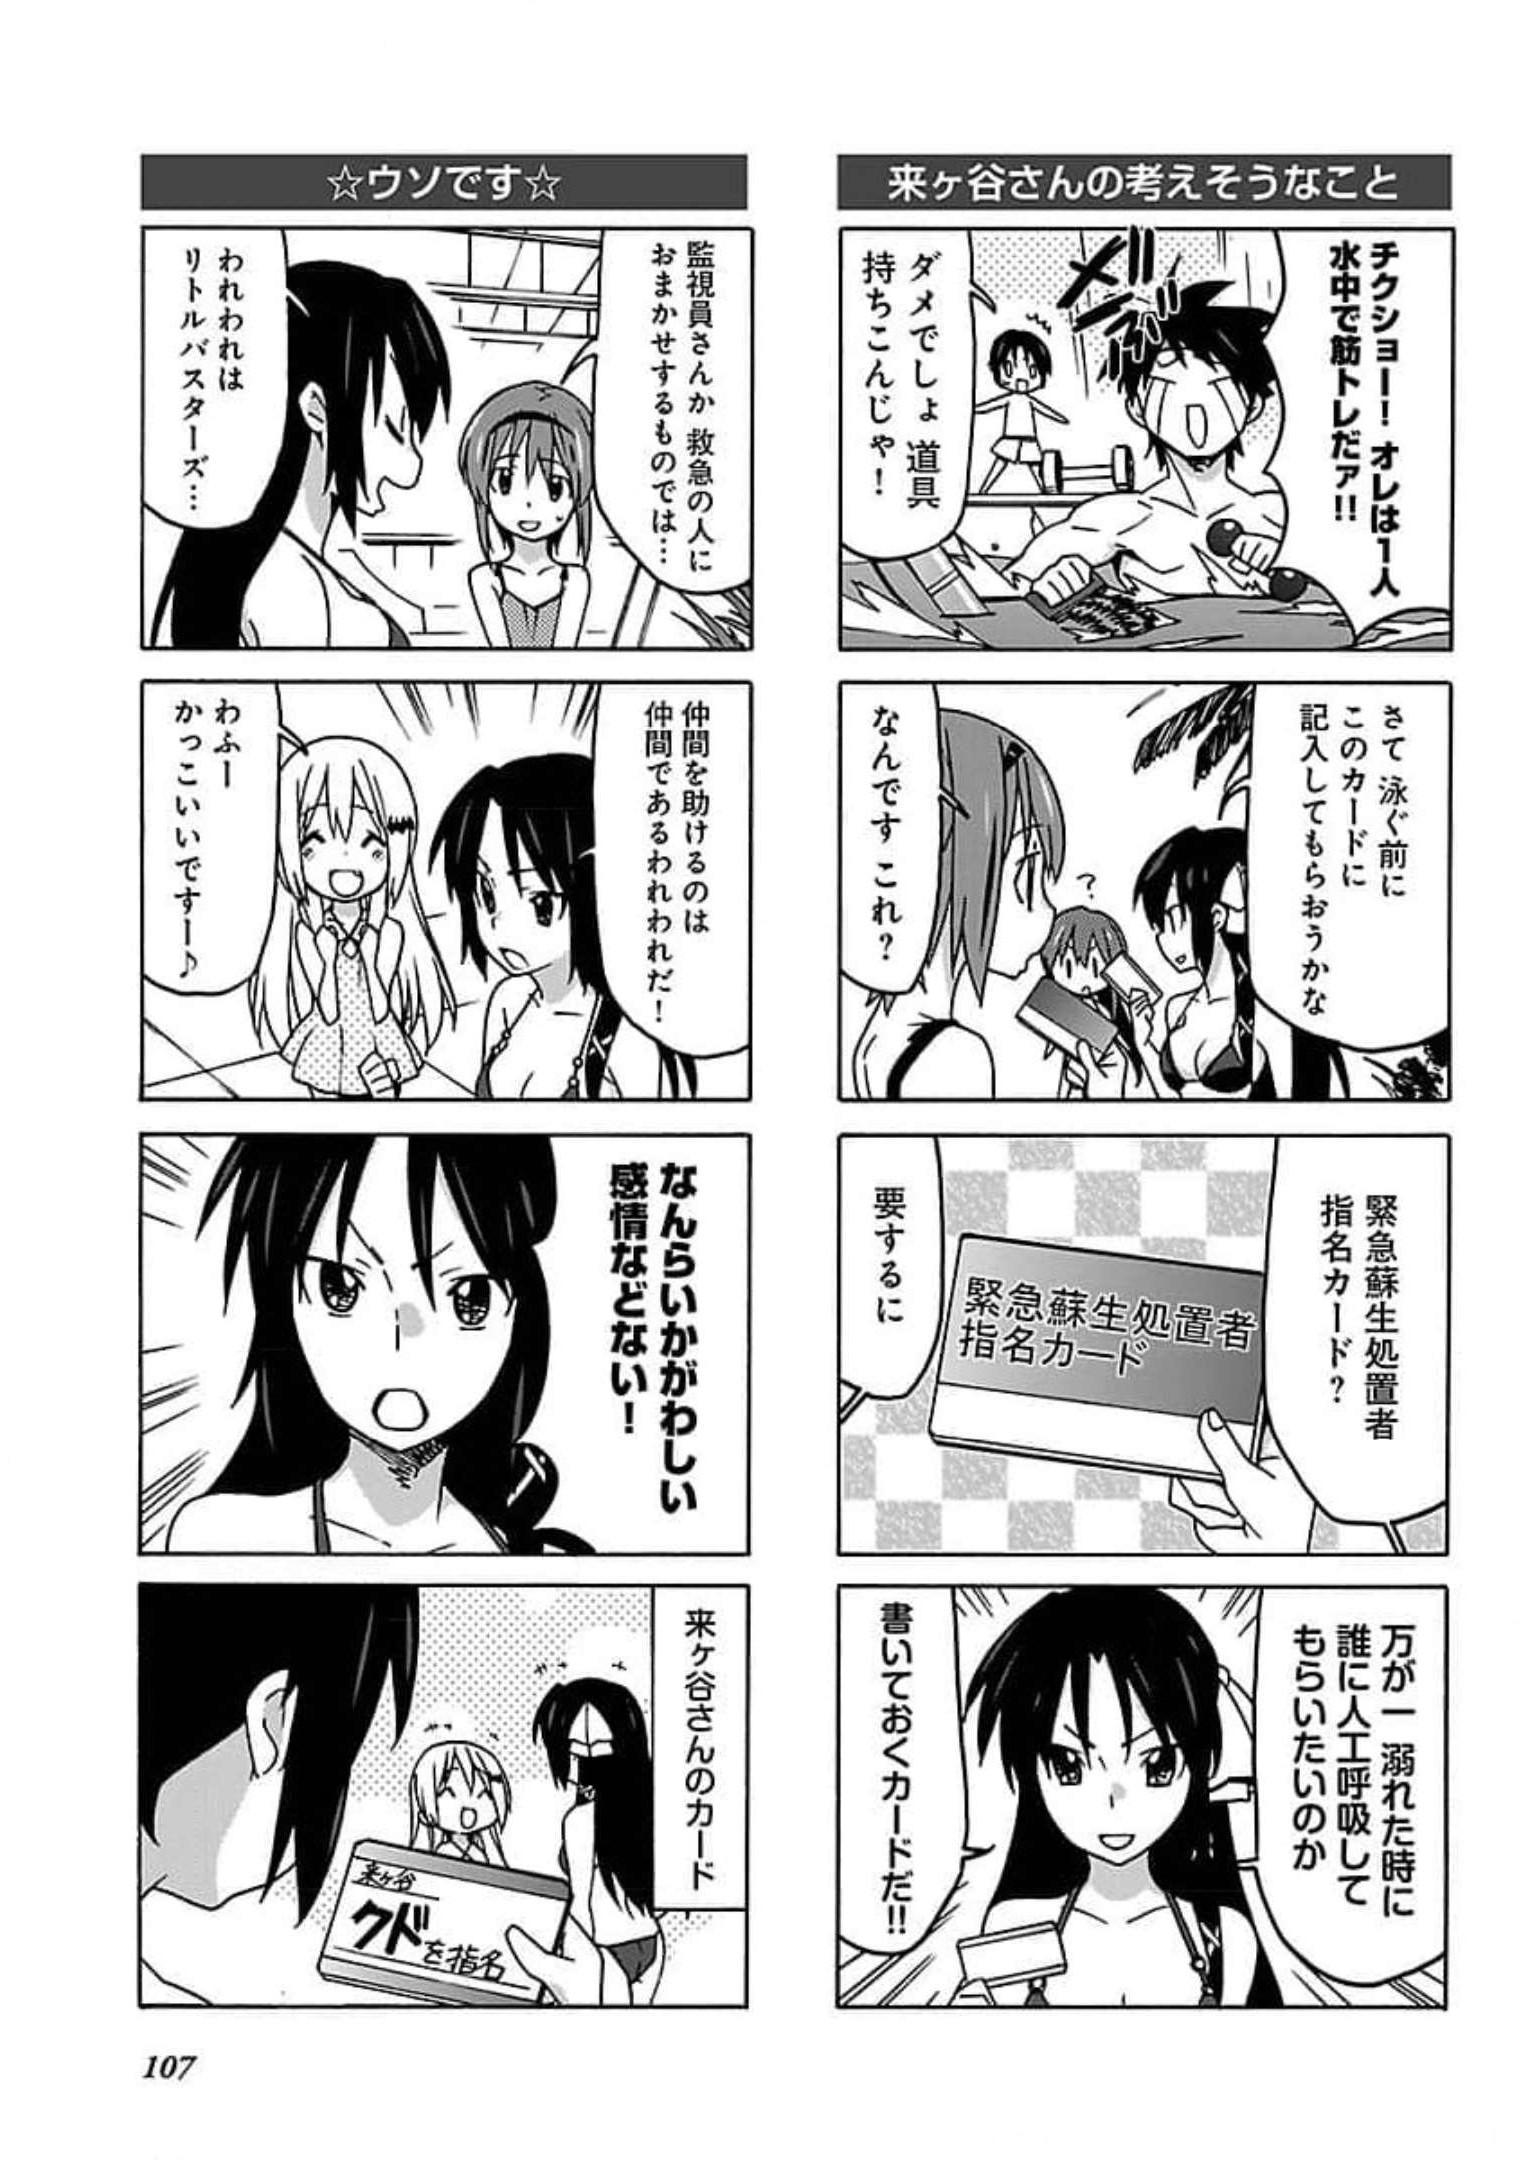 来ヶ谷さんの考えそうなこと
チクショー！オレは1人
水中で筋トレだァ!!
ダメでしょ 道具
持ちこんじゃ！
さて 泳ぐ前に
このカードに
記入してもらおうかな
？
なんです これ？
緊急蘇生処置者
指名カード？
緊急蘇生処置者
指名カード
要するに
万が一 溺れた時に
誰に人工呼吸して
もらいたいのか
書いておくカードだ!!
☆ウソです☆
監視員さんか 救急の人に
おまかせするものでは…
われわれは
リトルバスターズ…
仲間を助けるのは
仲間であるわれわれだ！
わふー
かっこいいですー♪
なんらいかがわしい
感情などない！
来ヶ谷さんのカード
来ヶ谷
クドを指名
107